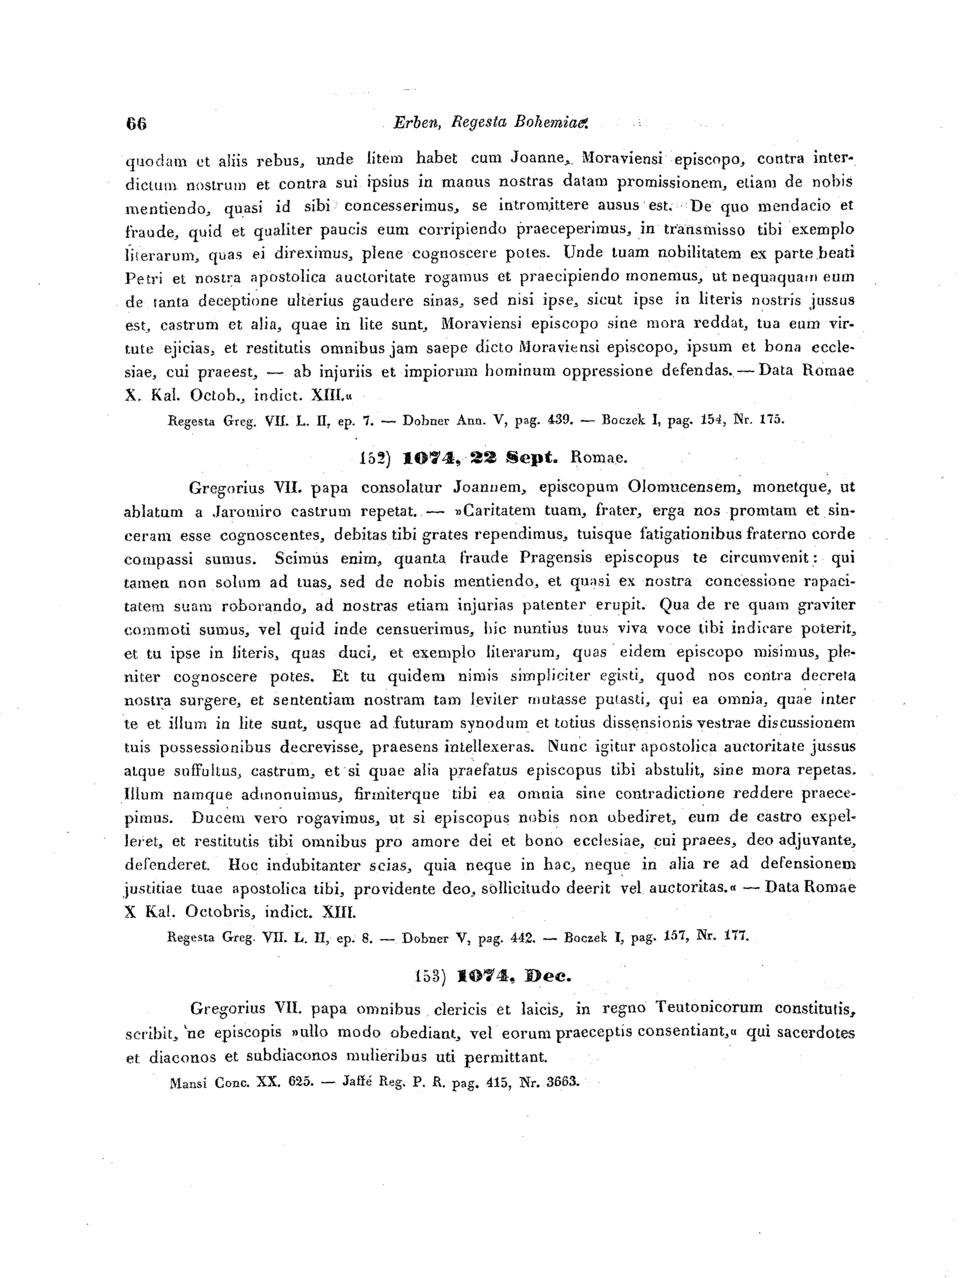 66 Erben, Regesta Bohemiae.
quodam et aliis rebus, unde litem habet cum Joanne, Moraviensi episcopo, contra inter-
dictum nostrum et contra sui ipsius in manus nostras datam promissionem, etiam de nobis
mentiendo, quasi id sibi concesserimus, se intromittere ausus est. De quo mendacio et
fraude, quid et qualiter paucis eum corripiendo praeceperimus, in transmisso tibi exemplo
literarum, quas ei direximus, plene cognoscere potes. Unde tuam nobilitatem ex parte beati
Petri et nostra apostolica auctoritate rogamus et praecipiendo monemus, ut nequaquam eum
de tanta deceptione ulterius gaudere sinas, sed nisi ipse, sicut ipse in literis nostris jussus
est, castrum et alia, quae in lite sunt, Moraviensi episcopo sine mora reddat, tua eum vir-
tute ejicias, et restitutis omnibus jam saepe dicto Moraviensi episcopo, ipsum et bona eccle-
siae, cui praeest, — ab injuriis et impiorum hominum oppressione defendas. — Data Romae
X. Kal. Octob., indict. XIII.«
Regesta Greg. VII. L. II, ep. 7. — Dobner Ann. V, pag. 439. — Boczek I, pag. 154, Nr. 175.
152) 1074, 22 Sept. Romae.
Gregorius VII. papa consolatur Joannem, episcopum Olomucensem, monetque, ut
ablatum a Jaromiro castrum repetat. — »Caritatem tuam, frater, erga nos promtam et sin-
ceram esse cognoscentes, debitas tibi grates rependimus, tuisque fatigationibus fraterno corde
compassi sumus. Scimus enim, quanta fraude Pragensis episcopus te circumvenit: qui
tamen non solum ad tuas, sed de nobis mentiendo, et quasi ex nostra concessione rapaci-
tatem suam roborando, ad nostras etiam injurias patenter erupit. Qua de re quam graviter
commoti sumus, vel quid inde censuerimus, hic nuntius tuus viva voce tibi indicare poterit,
et tu ipse in literis, quas duci, et exemplo literarum, quas eidem episcopo misimus, ple-
niter cognoscere potes. Et tu quidem nimis simpliciter egisti, quod nos contra decreta
nostra surgere, et sententiam nostram tam leviter mutasse putasti, qui ea omnia, quae inter
te et illum in lite sunt, usque ad futuram synodum et totius dissensionis vestrae discussionem
tuis possessionibus decrevisse, praesens intellexeras. Nunc igitur apostolica auctoritate jussus
atque suffultus, castrum, et si quae alia praefatus episcopus tibi abstulit, sine mora repetas.
Illum namque admonuimus, firmiterque tibi ea omnia sine contradictione reddere praece-
pimus. Ducem vero rogavimus, ut si episcopus nobis non obediret, eum de castro expel-
leret, et restitutis tibi omnibus pro amore dei et bono ecclesiae, cui praees, deo adjuvante,
defenderet. Hoc indubitanter scias, quia neque in hac, neque in alia re ad defensionem
justitiae tuae apostolica tibi, providente deo, sollicitudo deerit vel auctoritas.« — Data Romae
X Kal. Octobris, indict. XIII.
Regesta Greg. VII. L. II, ep. 8. — Dobner V, pag. 442. — Boczek I, pag. 157, Nr. 177.
153) 1074, Dec.
Gregorius VII. papa omnibus clericis et laicis, in regno Teutonicorum constitutis,
scribit, ne episcopis »ullo modo obediant, vel eorum praeceptis consentiant,« qui sacerdotes
et diaconos et subdiaconos mulieribus uti permittant.
Mansi Conc. XX. 625. — Jaffé Reg. P. R. pag. 415, Nr. 3663.